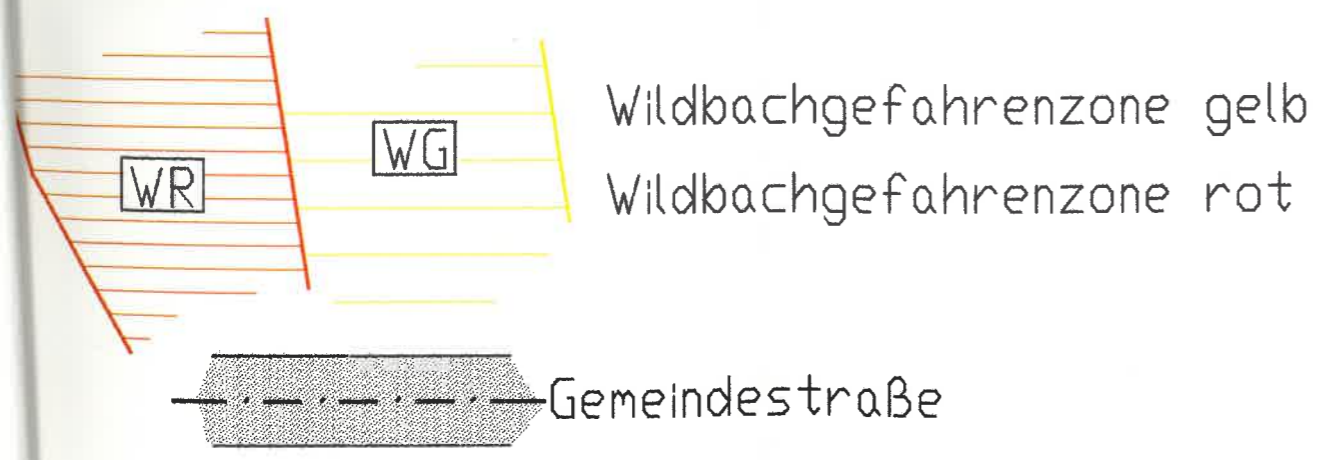 Wildbachgefahrenzone gelb
WG
WR
Wildbachgefahrenzone rot
Gemeindestraße